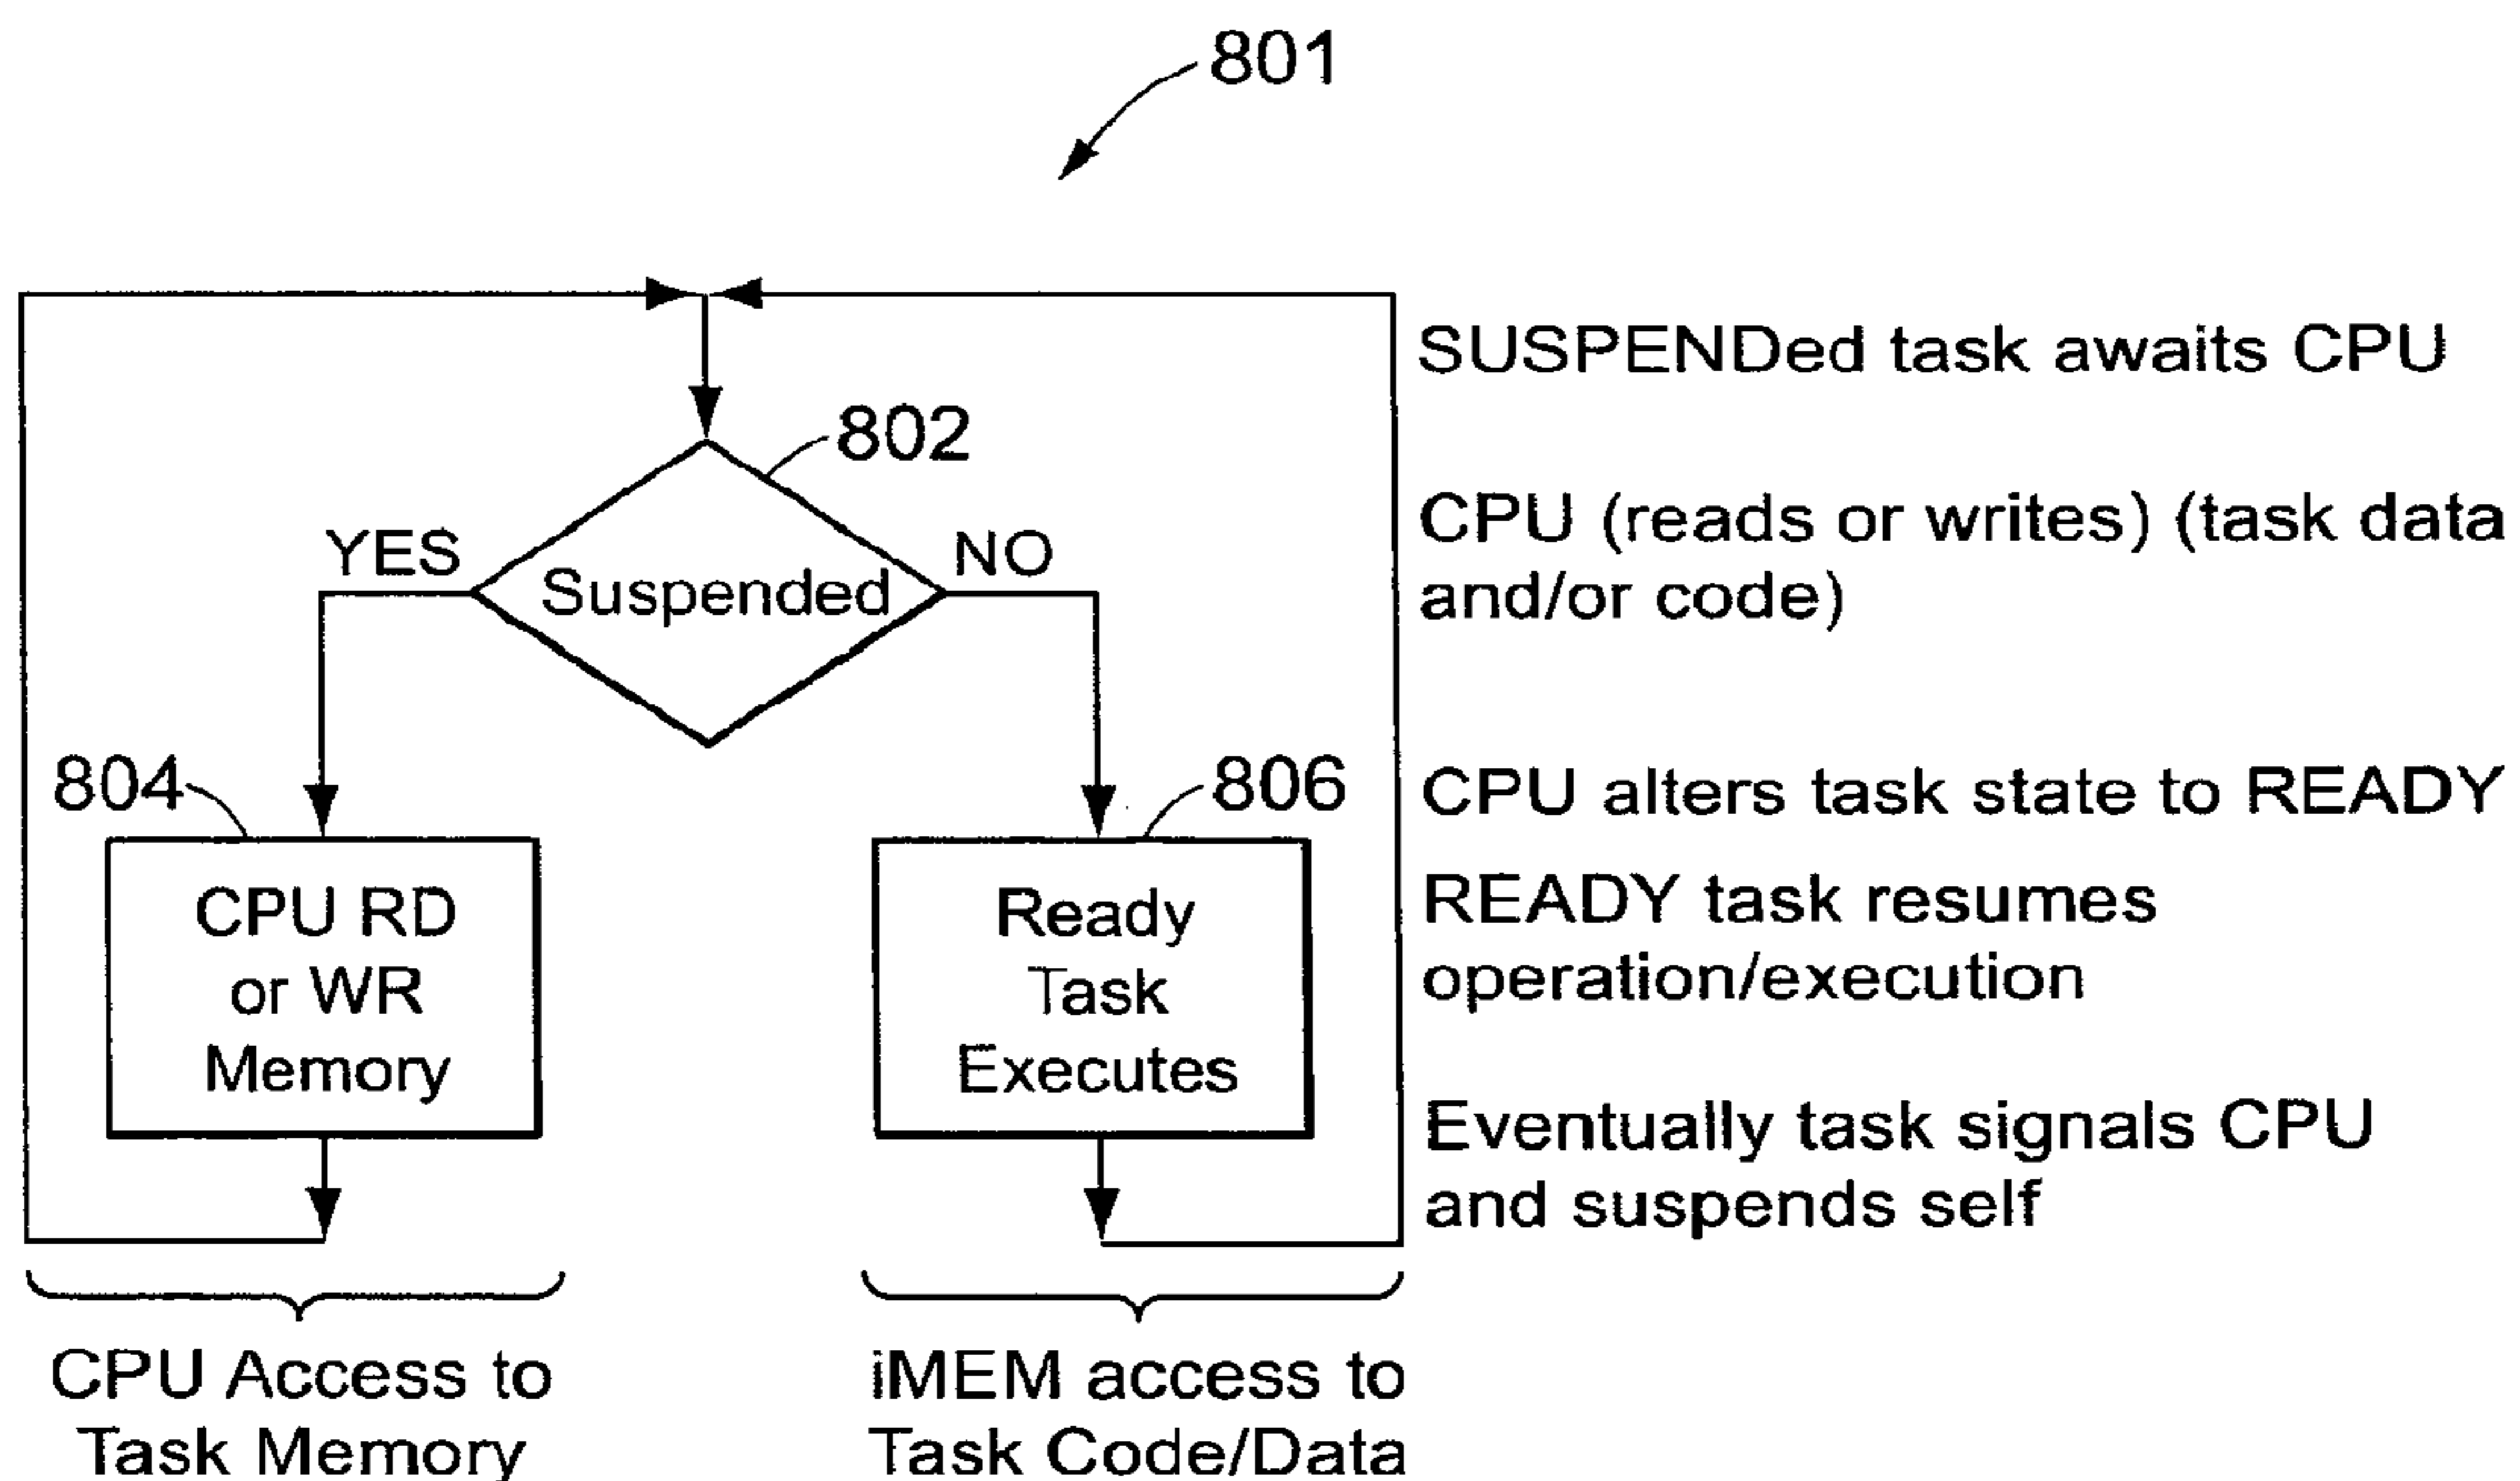 801
SUSPENDed task awaits CPU
802
CPU (reads or writes) (task data
and/or code)
YES
NO
Suspended
804
806
CPU alters task state to READY
CPU RD
or WR
Memory
Ready
Task
Executes
READY task resumes
operation/execution
Eventually task signals CPU
and suspends self
CPU Access to
Task Memory
iMEM access to
Task Code/Data